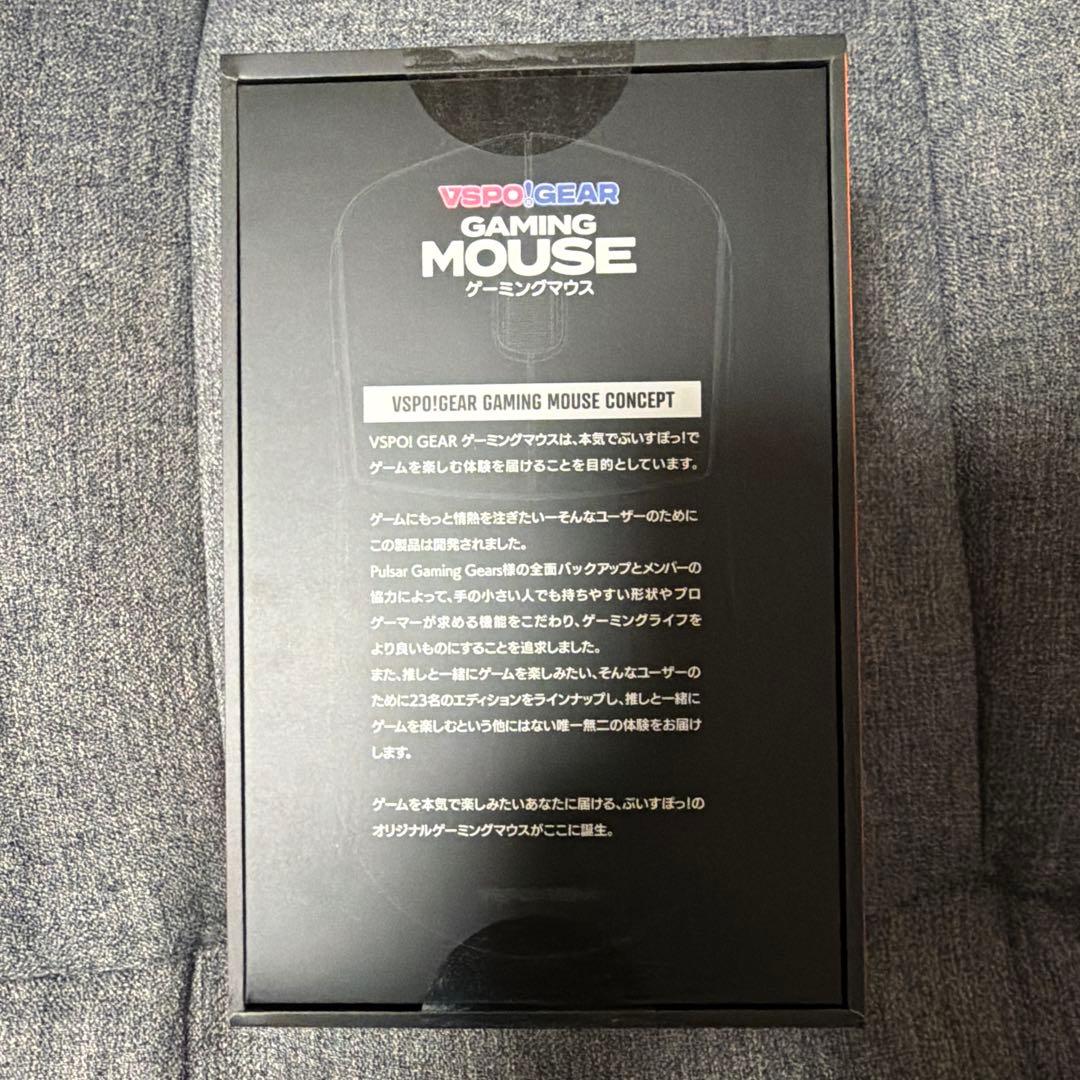 VSPO!GEAR
GAMING
MOUSE
ゲーミングマウス
VSPO!GEAR GAMING MOUSE CONCEPT
VSPO! GEAR ゲーミングマウスは、本気でぶいすぽっ!で
ゲームを楽しむ体験を届けることを目的としています。
ゲームにもっと情熱を注ぎたいーそんなユーザーのために
この製品は開発されました。
Pulsar Gaming Gears様の全面バックアップとメンバーの
協力によって、手の小さい人でも持ちやすい形状やプロ
ゲーマーが求める機能をこだわり、ゲーミングライフを
より良いものにすることを追求しました。
また、推しと一緒にゲームを楽しみたい、そんなユーザーの
ために23名のエディションをラインナップし、推しと一緒に
ゲームを楽しむという他にはない唯一無二の体験をお届け
します。
ゲームを本気で楽しみたいあなたに届ける、ぶいすぽっ!の
オリジナルゲーミングマウスがここに誕生。